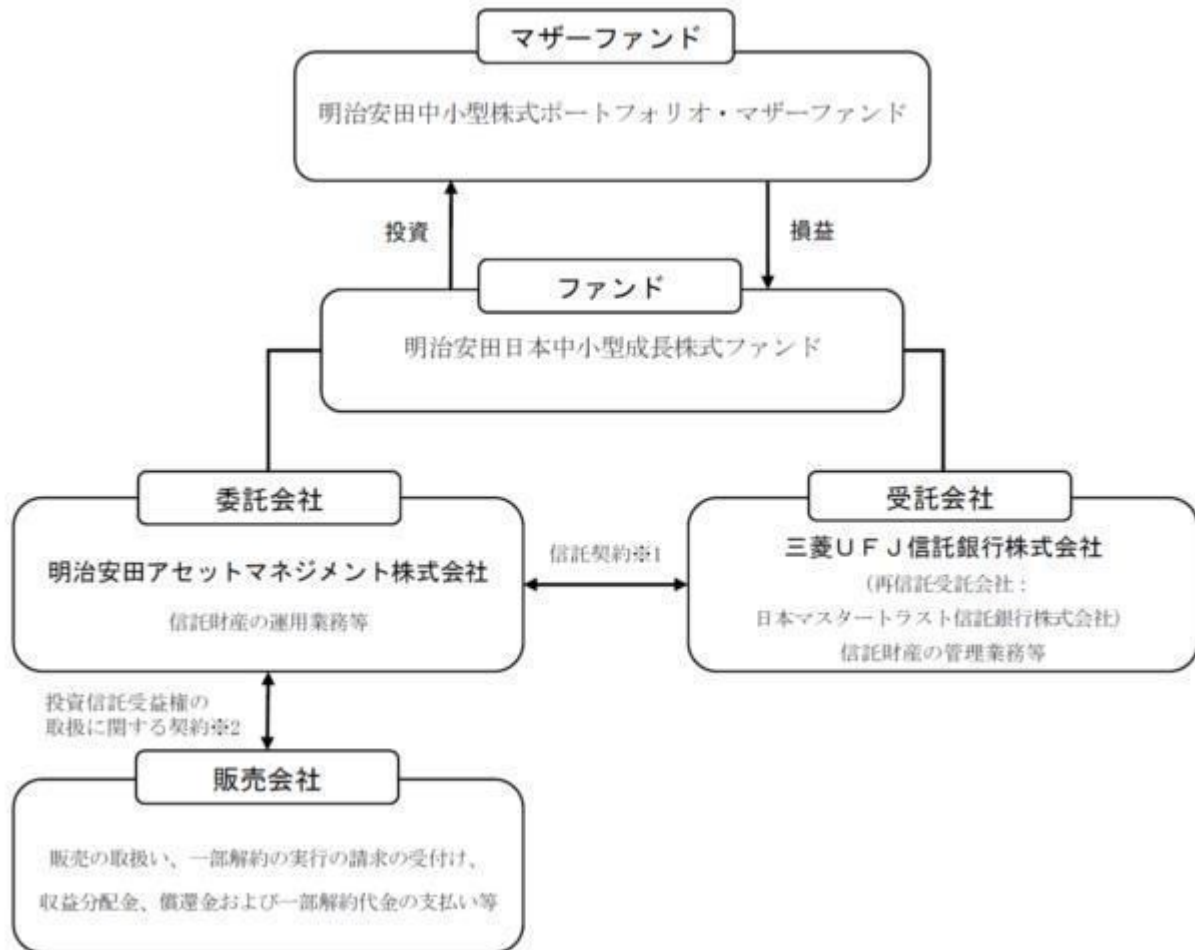 マザーファンド
明治安田中小型株式ポートフォリオ・マザーファンド
投資
損益
ファンド
明治安田日本中小型成長株式ファンド
委託会社
明治安田アセットマネジメント株式会社
信託財産の運用業務等
信託契約※1
受託会社
三菱ＵＦＪ信託銀行株式会社
（再信託受託会社：
日本マスタートラスト信託銀行株式会社）
信託財産の管理業務等
投資信託受益権の
取扱に関する契約※2
販売会社
販売の取扱い、一部解約の実行の請求の受付け、
収益分配金、償還金および一部解約代金の支払い等